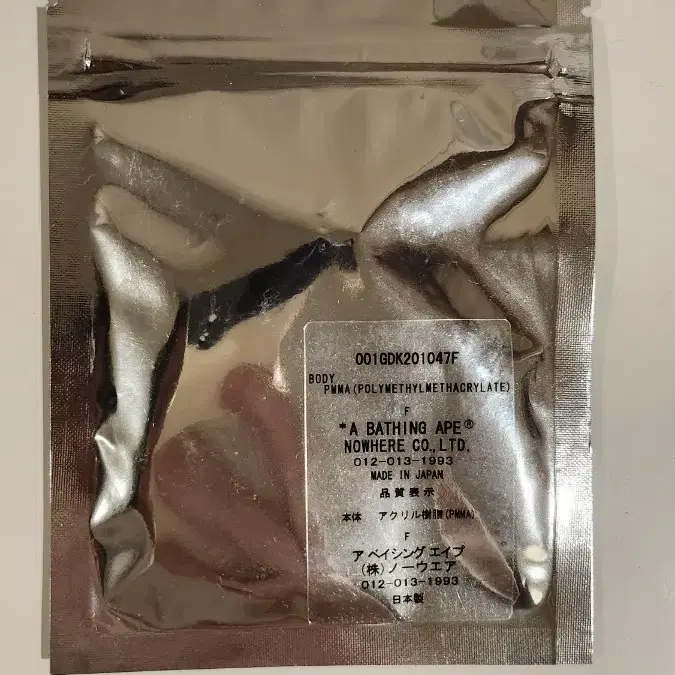 001GDK201047F
BODY
PMMA(POLYMETHYLMETHACRYLATE)
F
*A BATHING APE®
NOWHERE CO.,LTD.
012-013-1993
MADE IN JAPAN
品質表示
本体 アクリル樹脂(PMMA)
F
ア ベイシング エイプ
(株)ノーウエア
012-013-1993
日本製